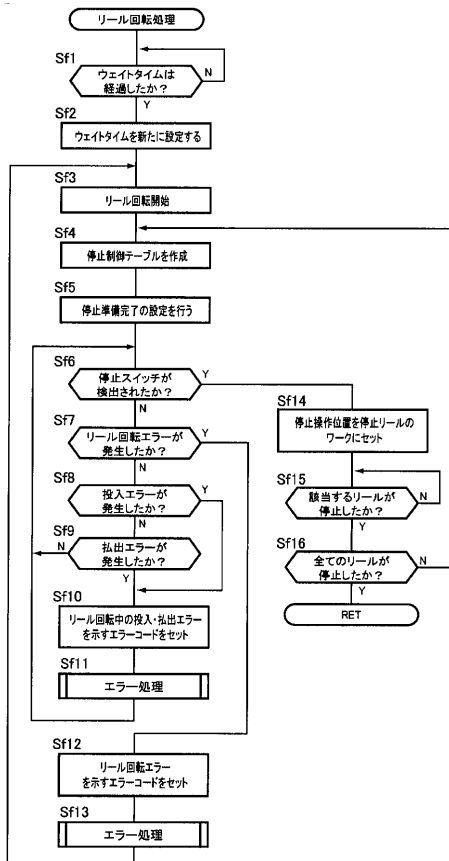 リール回転処理
Sf1
ウェイトタイムは
経過したか?
N
Y
Sf2
ウェイトタイムを新たに設定する
Sf3
リール回転開始
Sf4
停止制御テーブルを作成
Sf5
停止準備完了の設定を行う
Sf6
停止スイッチが
検出されたか?
Y
N
Sf7
リール回転エラーが
発生したか?
Y
N
Sf8
投入エラーが
発生したか?
Y
N
Sf9
払出エラーが
発生したか?
N
Y
Sf10
リール回転中の投入・払出エラー
を示すエラーコードをセット
Sf11
エラー処理
Sf12
リール回転エラー
を示すエラーコードをセット
Sf13
エラー処理
Sf14
停止操作位置を停止リールの
ワークにセット
Sf15
該当するリールが
停止したか?
N
Y
Sf16
全てのリールが
停止したか?
N
Y
RET